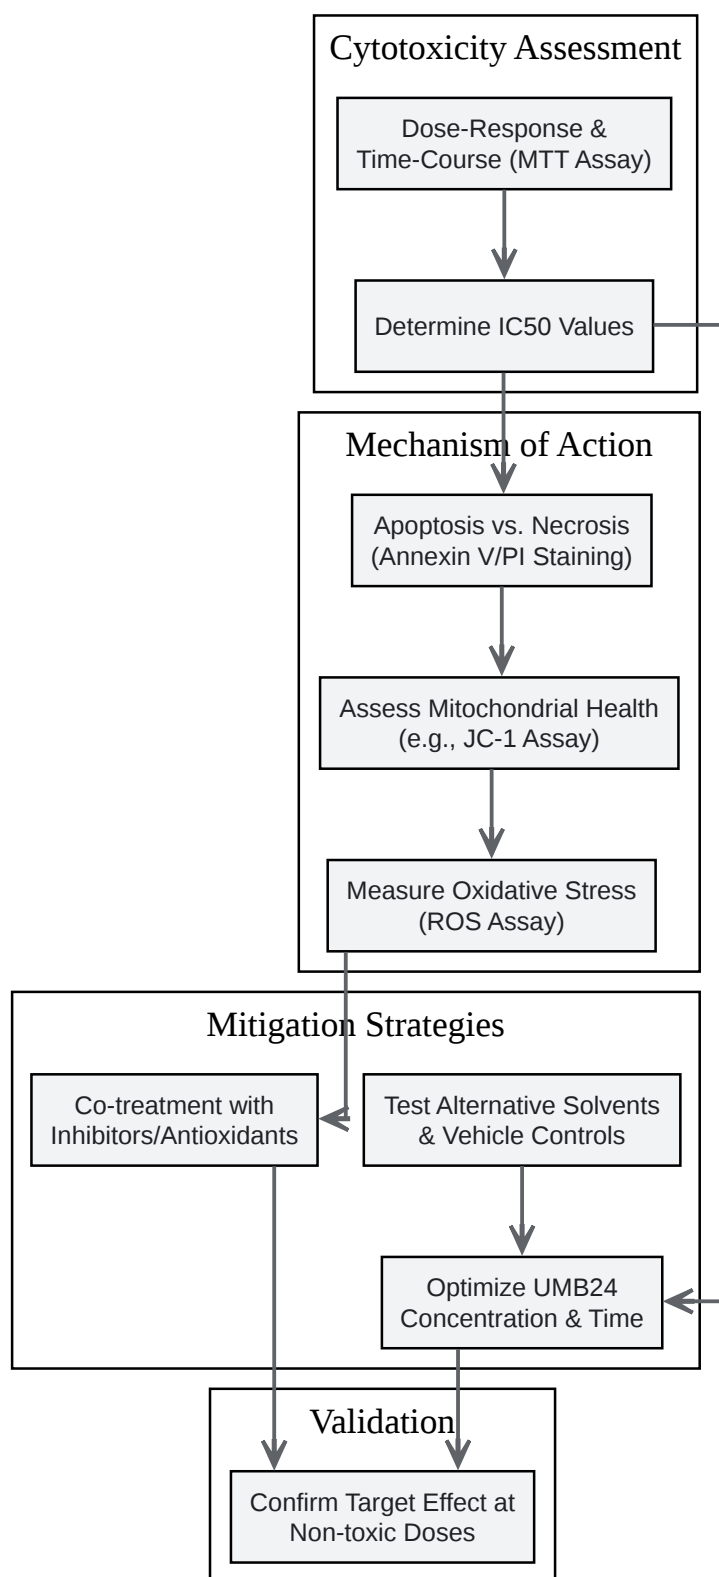 Cytotoxicity Assessment
Dose-Response &
Time-Course (MTT Assay)
Determine IC50 Values
Mechanism of Action
Apoptosis vs. Necrosis
(Annexin V/PI Staining)
Assess Mitochondrial Health
(e.g., JC-1 Assay)
Measure Oxidative Stress
(ROS Assay)
Mitigation Strategies
Co-treatment with
Inhibitors/Antioxidants
Test Alternative Solvents
& Vehicle Controls
Optimize UMB24
Concentration & Time
Validation
Confirm Target Effect at
Non-toxic Doses